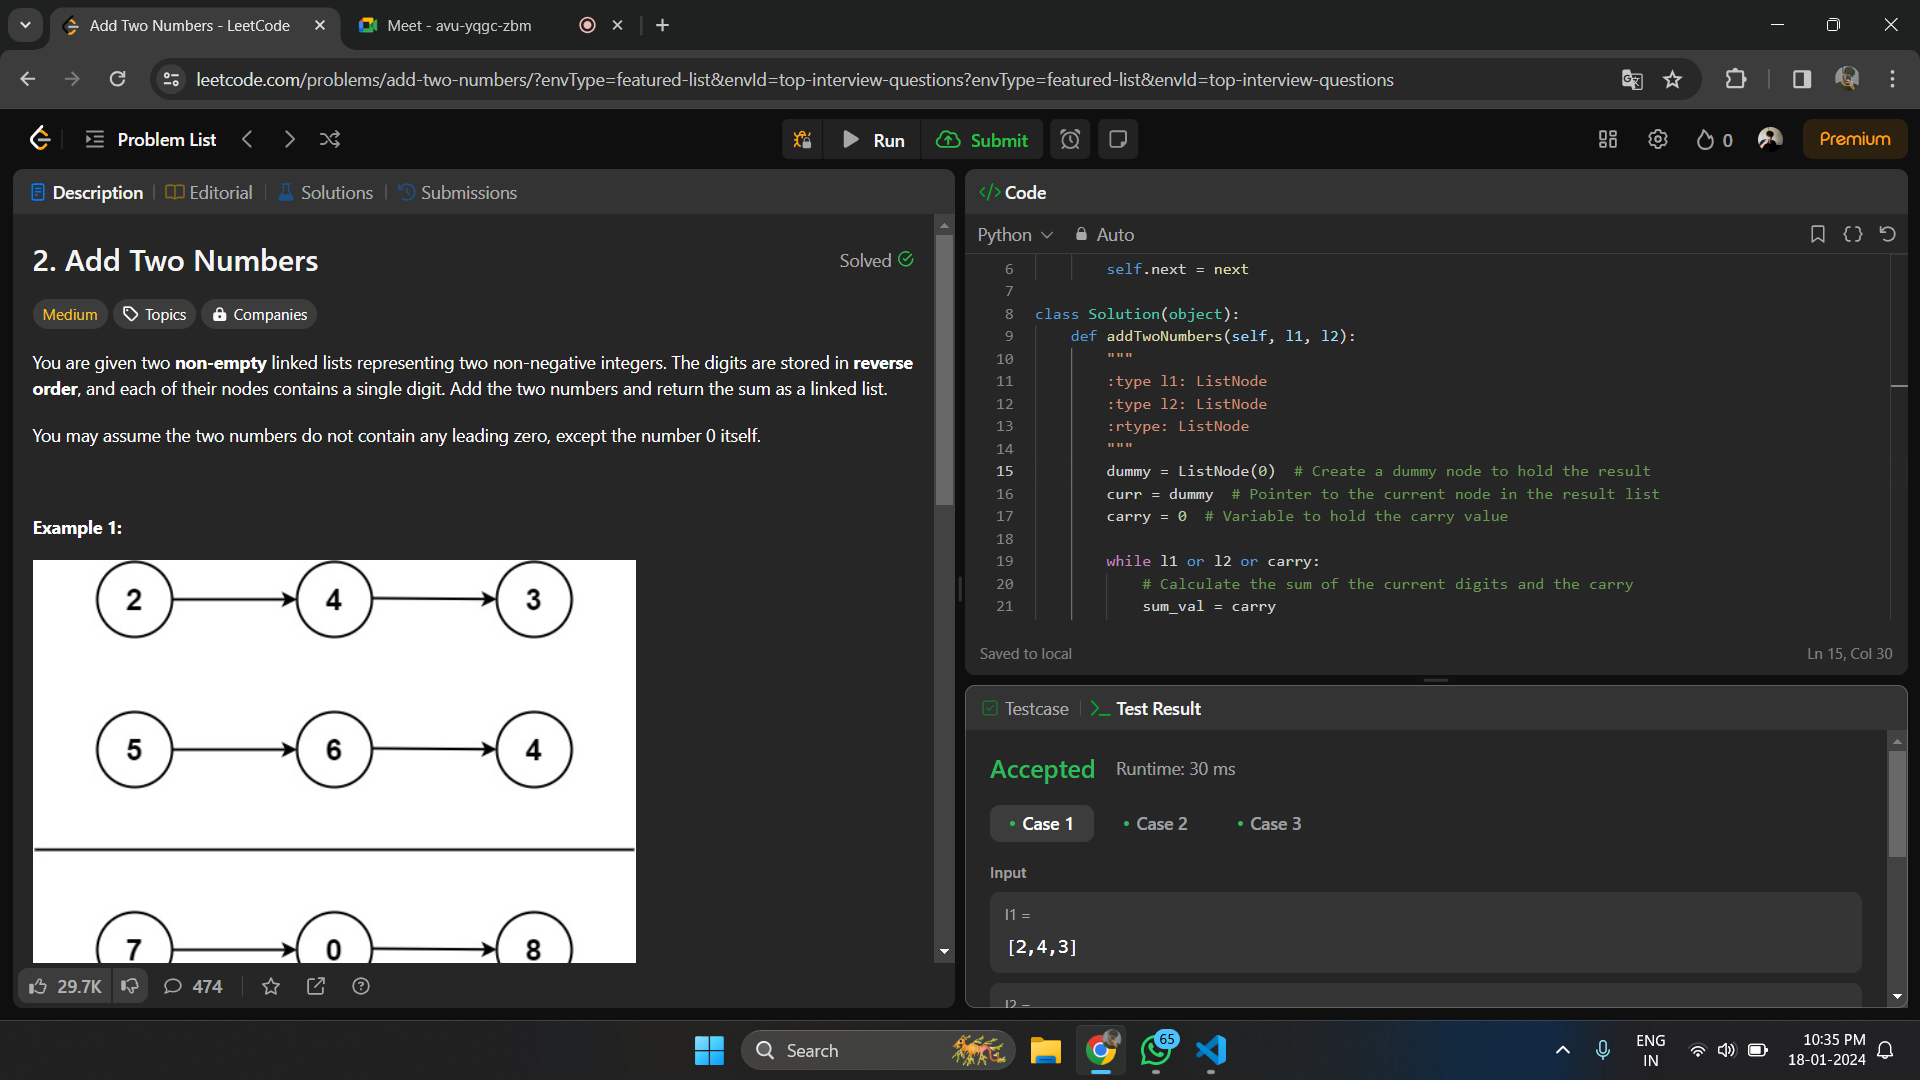 Add Two Numbers - LeetCode
Meet - avu-yqgc-zbm
leetcode.com/problems/add-two-numbers/?envType=featured-list&envId=top-interview-questions?envType=featured-list&envId=top-interview-questions
Problem List
Run
Submit
0
Premium
Description
Editorial
Solutions
Submissions
2. Add Two Numbers
Solved
Medium
Topics
Companies
You are given two non-empty linked lists representing two non-negative integers. The digits are stored in reverse
order, and each of their nodes contains a single digit. Add the two numbers and return the sum as a linked list.
You may assume the two numbers do not contain any leading zero, except the number 0 itself.
Example 1:
2 4 3
5 6 4
7 0 8
29.7K
474
Code
Python
Auto
6 self.next = next
7
8 class Solution(object):
9 def addTwoNumbers(self, l1, l2):
10 """
11 :type l1: ListNode
12 :type l2: ListNode
13 :rtype: ListNode
14 """
15 dummy = ListNode(0) # Create a dummy node to hold the result
16 curr = dummy # Pointer to the current node in the result list
17 carry = 0 # Variable to hold the carry value
18
19 while l1 or l2 or carry:
20 # Calculate the sum of the current digits and the carry
21 sum_val = carry
Saved to local
Ln 15, Col 30
Testcase
Test Result
Accepted
Runtime: 30 ms
Case 1
Case 2
Case 3
Input
l1 =
[2,4,3]
l2 =
Search
65
ENG
IN
10:35 PM
18-01-2024